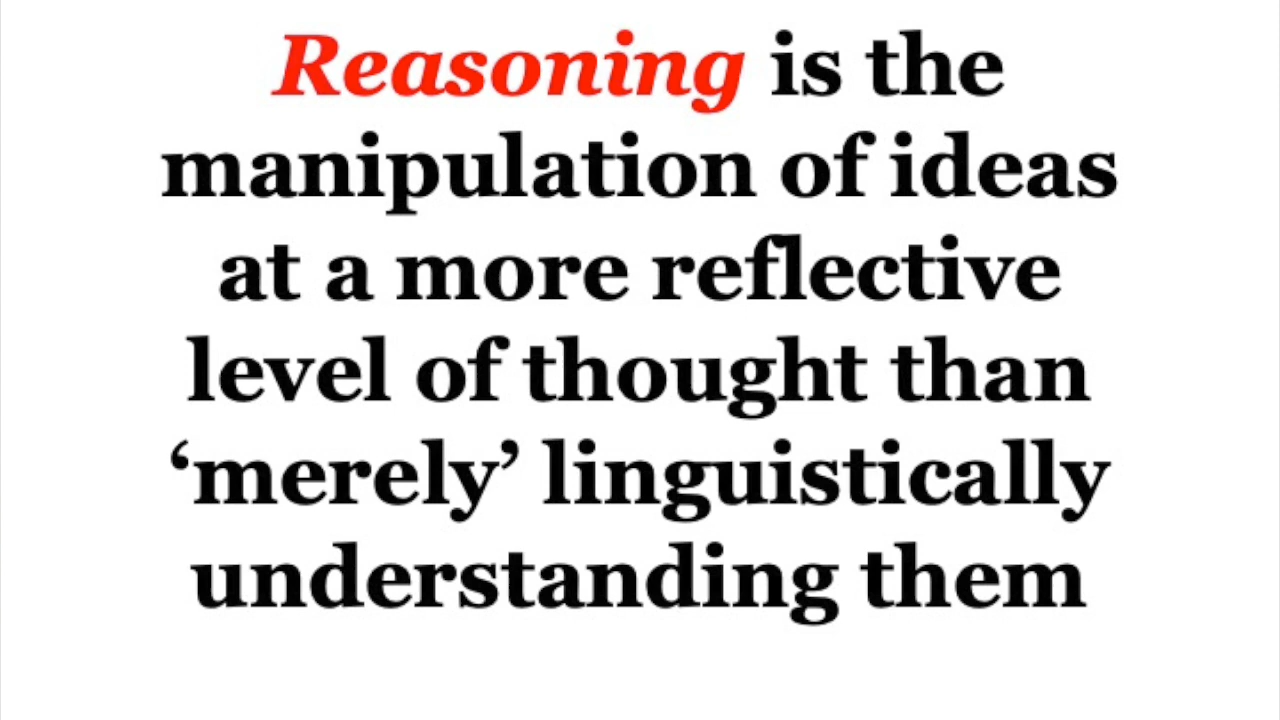 Reasoning is the
manipulation of ideas
at a more reflective
level of thought than
‘merely’ linguistically
understanding them